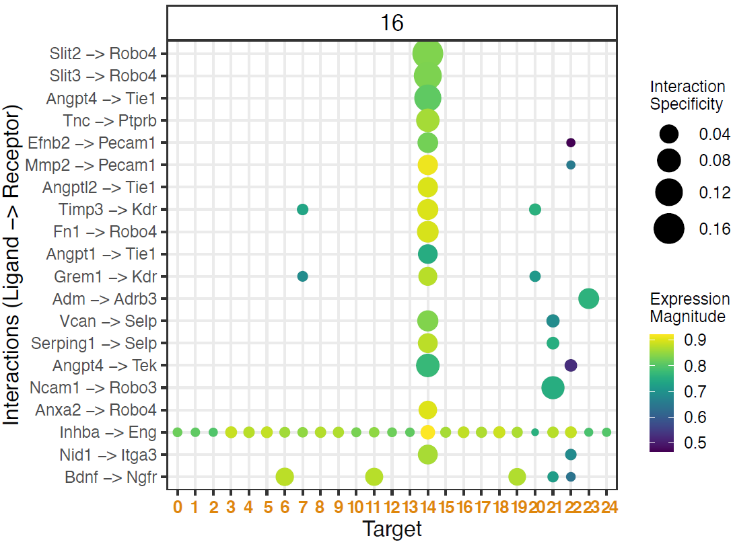 16
Slit2 −> Robo4
Slit3 −> Robo4
Angpt4 −> Tie1
Tnc −> Ptprb
Efnb2 −> Pecam1
Mmp2 −> Pecam1
Angptl2 −> Tie1
Timp3 −> Kdr
Fn1 −> Robo4
Angpt1 −> Tie1
Grem1 −> Kdr
Adm −> Adrb3
Vcan −> Selp
Serping1 −> Selp
Angpt4 −> Tek
Ncam1 −> Robo3
Anxa2 −> Robo4
Inhba −> Eng
Nid1 −> Itga3
Bdnf −> Ngfr
Interactions (Ligand −> Receptor)
0 1 2 3 4 5 6 7 8 9 10 11 12 13 14 15 16 17 18 19 20 21 22 23 24
Target
Interaction
Specificity
0.04
0.08
0.12
0.16
Expression
Magnitude
0.9
0.8
0.7
0.6
0.5